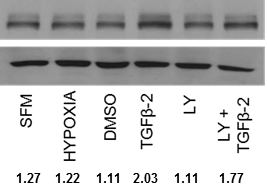 SFM
HYPOXIA
DMSO
TGFβ-2
LY
LY +
TGFβ-2
1.27 1.22 1.11 2.03 1.11 1.77